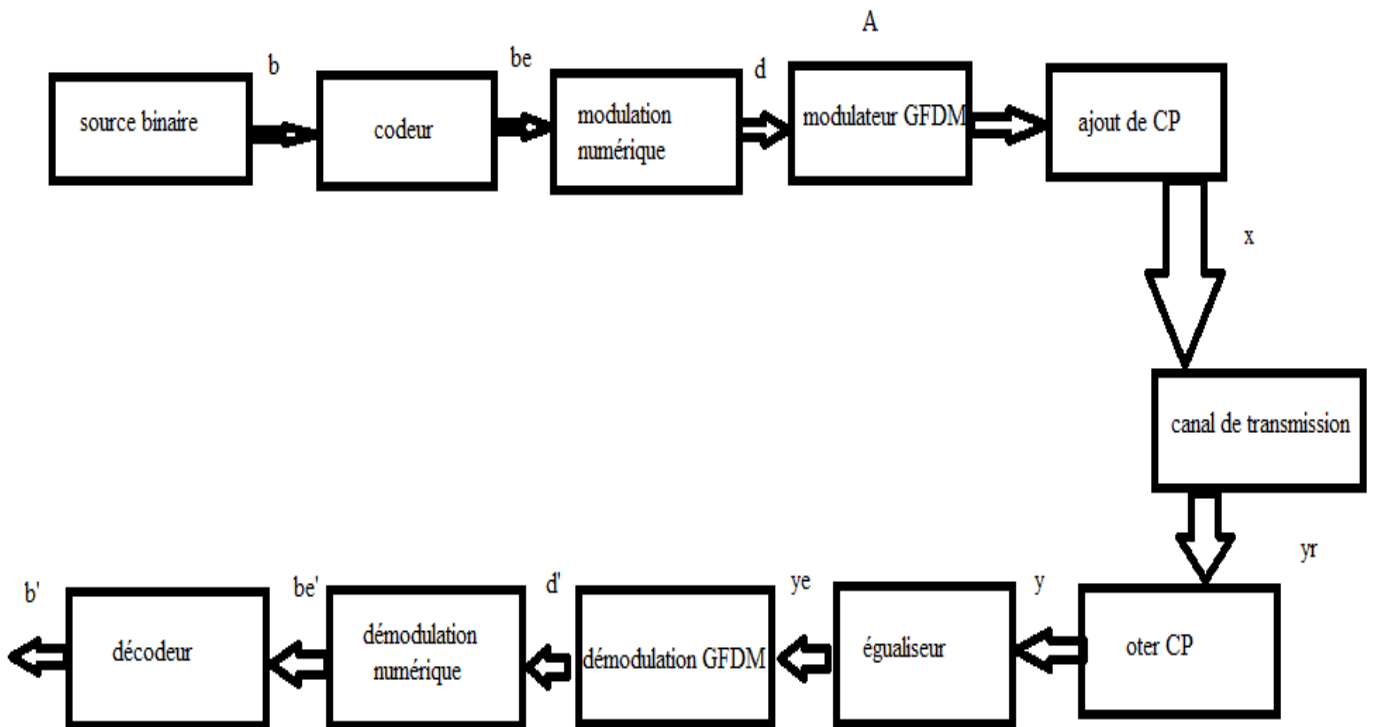 A
b
be
d
source binaire
codeur
modulation
numérique
modulateur GFDM
ajout de CP
x
canal de transmission
yr
b'
be'
d'
ye
y
décodeur
démodulation
numérique
démodulation GFDM
égualiseur
oter CP